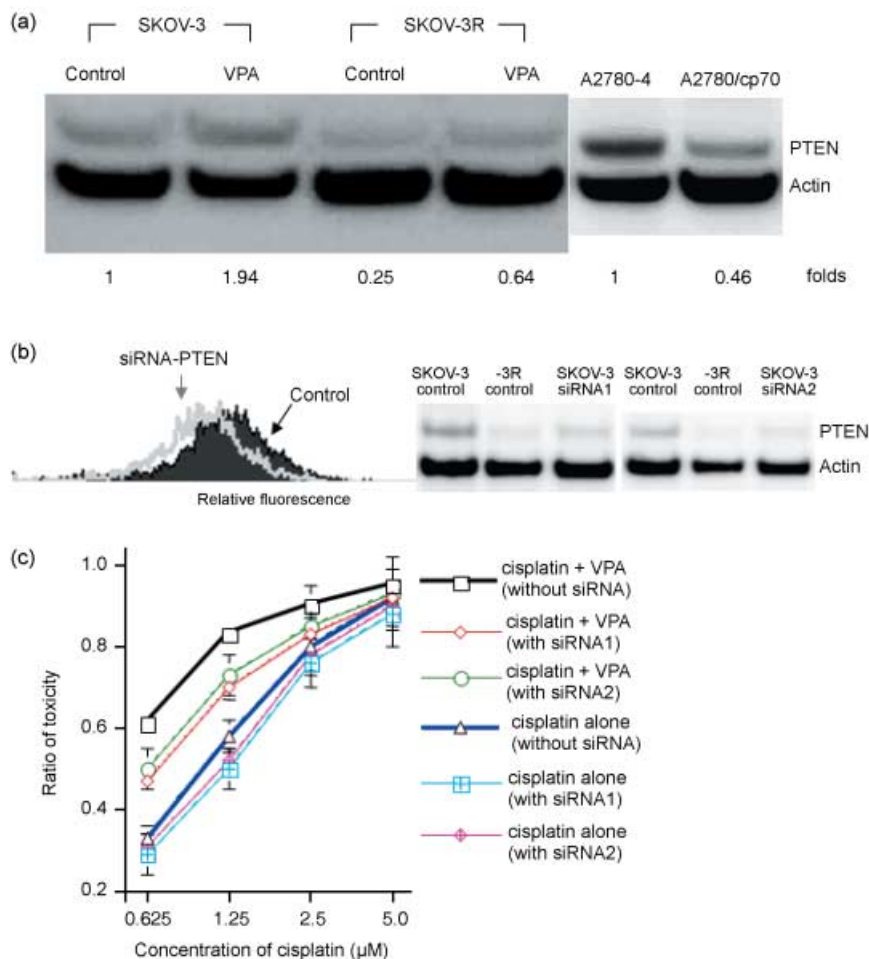 (a)
SKOV-3 SKOV-3R
Control VPA Control VPA A2780-4 A2780/cp70
PTEN
Actin
1 1.94 0.25 0.64 1 0.46 folds
(b)
siRNA-PTEN
Control
Relative fluorescence
SKOV-3 -3R SKOV-3 SKOV-3 -3R SKOV-3
control control siRNA1 control control siRNA2
PTEN
Actin
(c)
Ratio of toxicity
1.0
0.8
0.6
0.4
0.2
0.625 1.25 2.5 5.0
Concentration of cisplatin (μM)
cisplatin + VPA
(without siRNA)
cisplatin + VPA
(with siRNA1)
cisplatin + VPA
(with siRNA2)
cisplatin alone
(without siRNA)
cisplatin alone
(with siRNA1)
cisplatin alone
(with siRNA2)